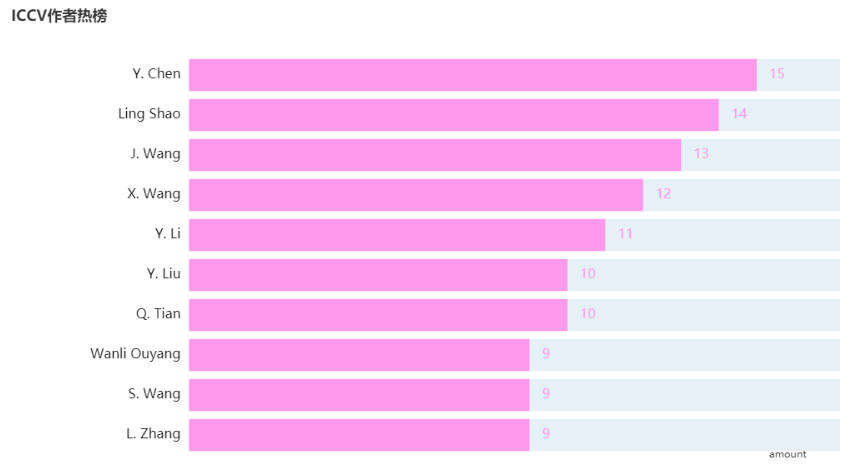 ICCV作者热榜
Y. Chen 15
Ling Shao 14
J. Wang 13
X. Wang 12
Y. Li 11
Y. Liu 10
Q. Tian 10
Wanli Ouyang 9
S. Wang 9
L. Zhang 9
amount